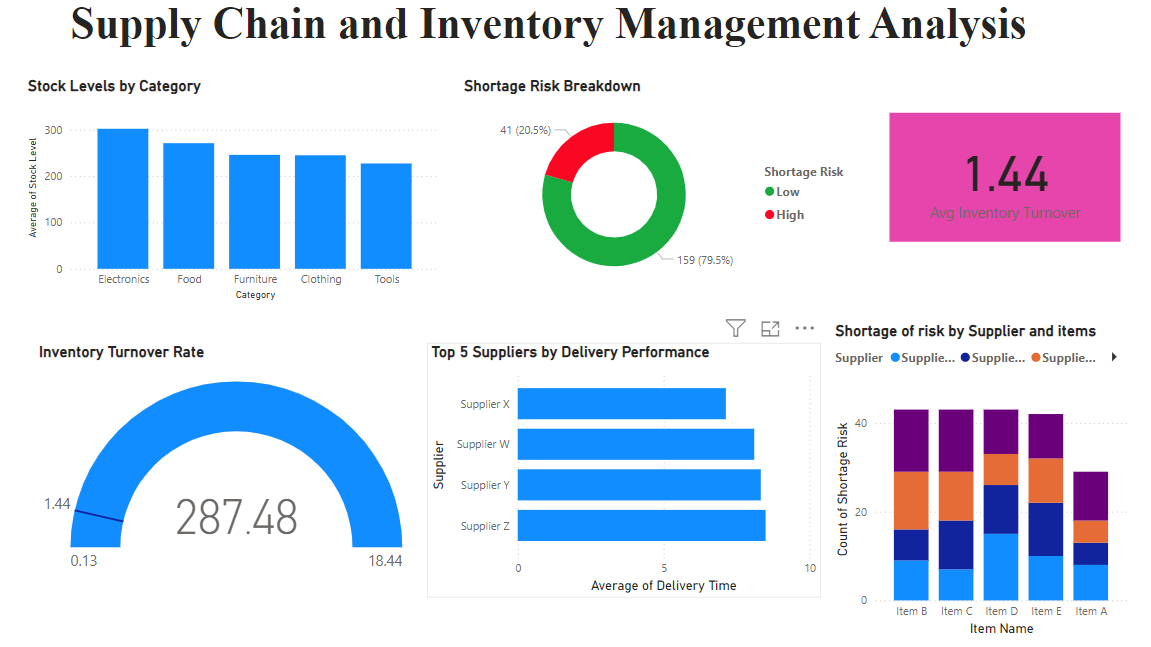 Supply Chain and Inventory Management Analysis
Stock Levels by Category
Average of Stock Level
300
200
100
0
Electronics Food Furniture Clothing Tools
Category
Shortage Risk Breakdown
41 (20.5%)
159 (79.5%)
Shortage Risk
Low
High
1.44
Avg Inventory Turnover
Inventory Turnover Rate
1.44
287.48
0.13
18.44
Top 5 Suppliers by Delivery Performance
Supplier
Supplier X
Supplier W
Supplier Y
Supplier Z
0 5 10
Average of Delivery Time
Shortage of risk by Supplier and items
Supplier Supplie... Supplie... Supplie...
Count of Shortage Risk
40
20
0
Item B Item C Item D Item E Item A
Item Name